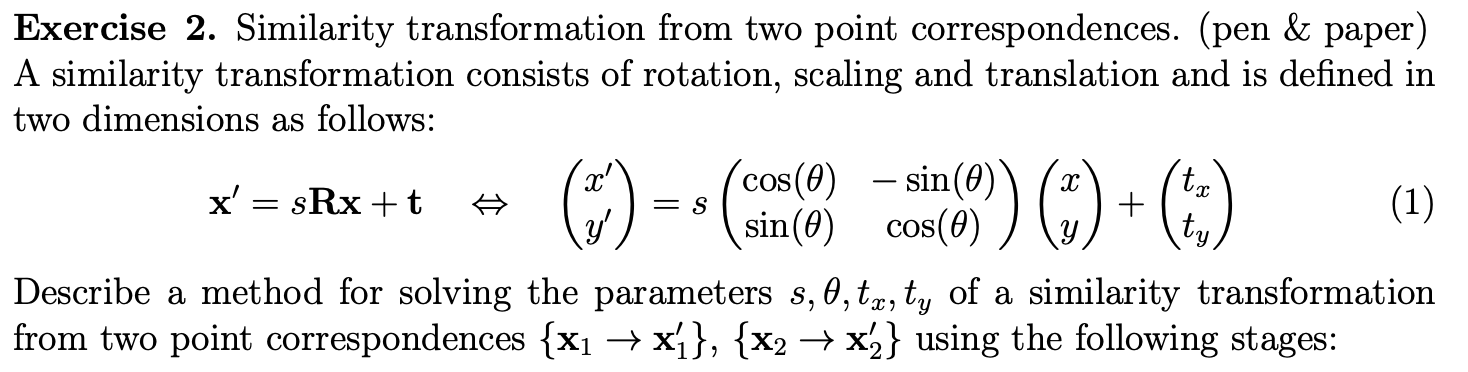 Exercise 2. Similarity transformation from two point correspondences. (pen & paper)
A similarity transformation consists of rotation, scaling and translation and is defined in
two dimensions as follows:
x′ = sRx + t ⇔ (x′ y′) = s (cos(θ) −sin(θ) sin(θ) cos(θ)) (x y) + (tₓ t_y) (1)
Describe a method for solving the parameters s, θ, tₓ, t_y of a similarity transformation
from two point correspondences {x₁ → x′₁}, {x₂ → x′₂} using the following stages: